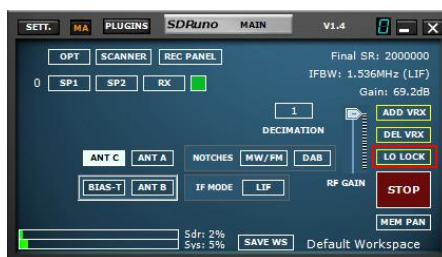 SETT. MA PLUGINS SDRuno MAIN V1.4
OPT SCANNER REC PANEL Final SR: 2000000
IFBW: 1.536MHz (LIF)
0 SP1 SP2 RX Gain: 69.2dB
1 ADD VRX
DECIMATION DEL VRX
ANT C ANT A NOTCHES MW/FM DAB LO LOCK
BIAS-T ANT B IF MODE LIF RF GAIN STOP
MEM PAN
Sdr: 2%
Sys: 5% SAVE WS Default Workspace